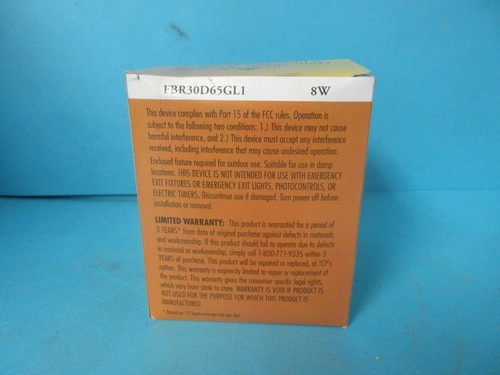 FBR30D65GL1 8W
This device complies with Part 15 of the FCC rules. Operation is
subject to the following two conditions: 1.) This device may not cause
harmful interference, and 2.) This device must accept any interference
received, including interference that may cause undesired operation.
Enclosed fixture required for outdoor use. Suitable for use in damp
locations. THIS DEVICE IS NOT INTENDED FOR USE WITH EMERGENCY
EXIT FIXTURES OR EMERGENCY EXIT LIGHTS, PHOTOCONTROLS, OR
ELECTRIC TIMERS. Discontinue use if damaged. Turn power off before
installation or removal.
LIMITED WARRANTY: This product is warranted for a period of
3 YEARS* from date of original purchase against defects in materials
and workmanship. If this product should fail to operate due to defects
in material or workmanship, simply call 1-800-771-9335 within 3
YEARS of purchase. This product will be repaired or replaced, at TCP's
option. This warranty is expressly limited to repair or replacement of
the product. This warranty gives the consumer specific legal rights,
which vary from state to state. WARRANTY IS VOID IF PRODUCT IS
NOT USED FOR THE PURPOSE FOR WHICH THIS PRODUCT IS
MANUFACTURED.
* Based on